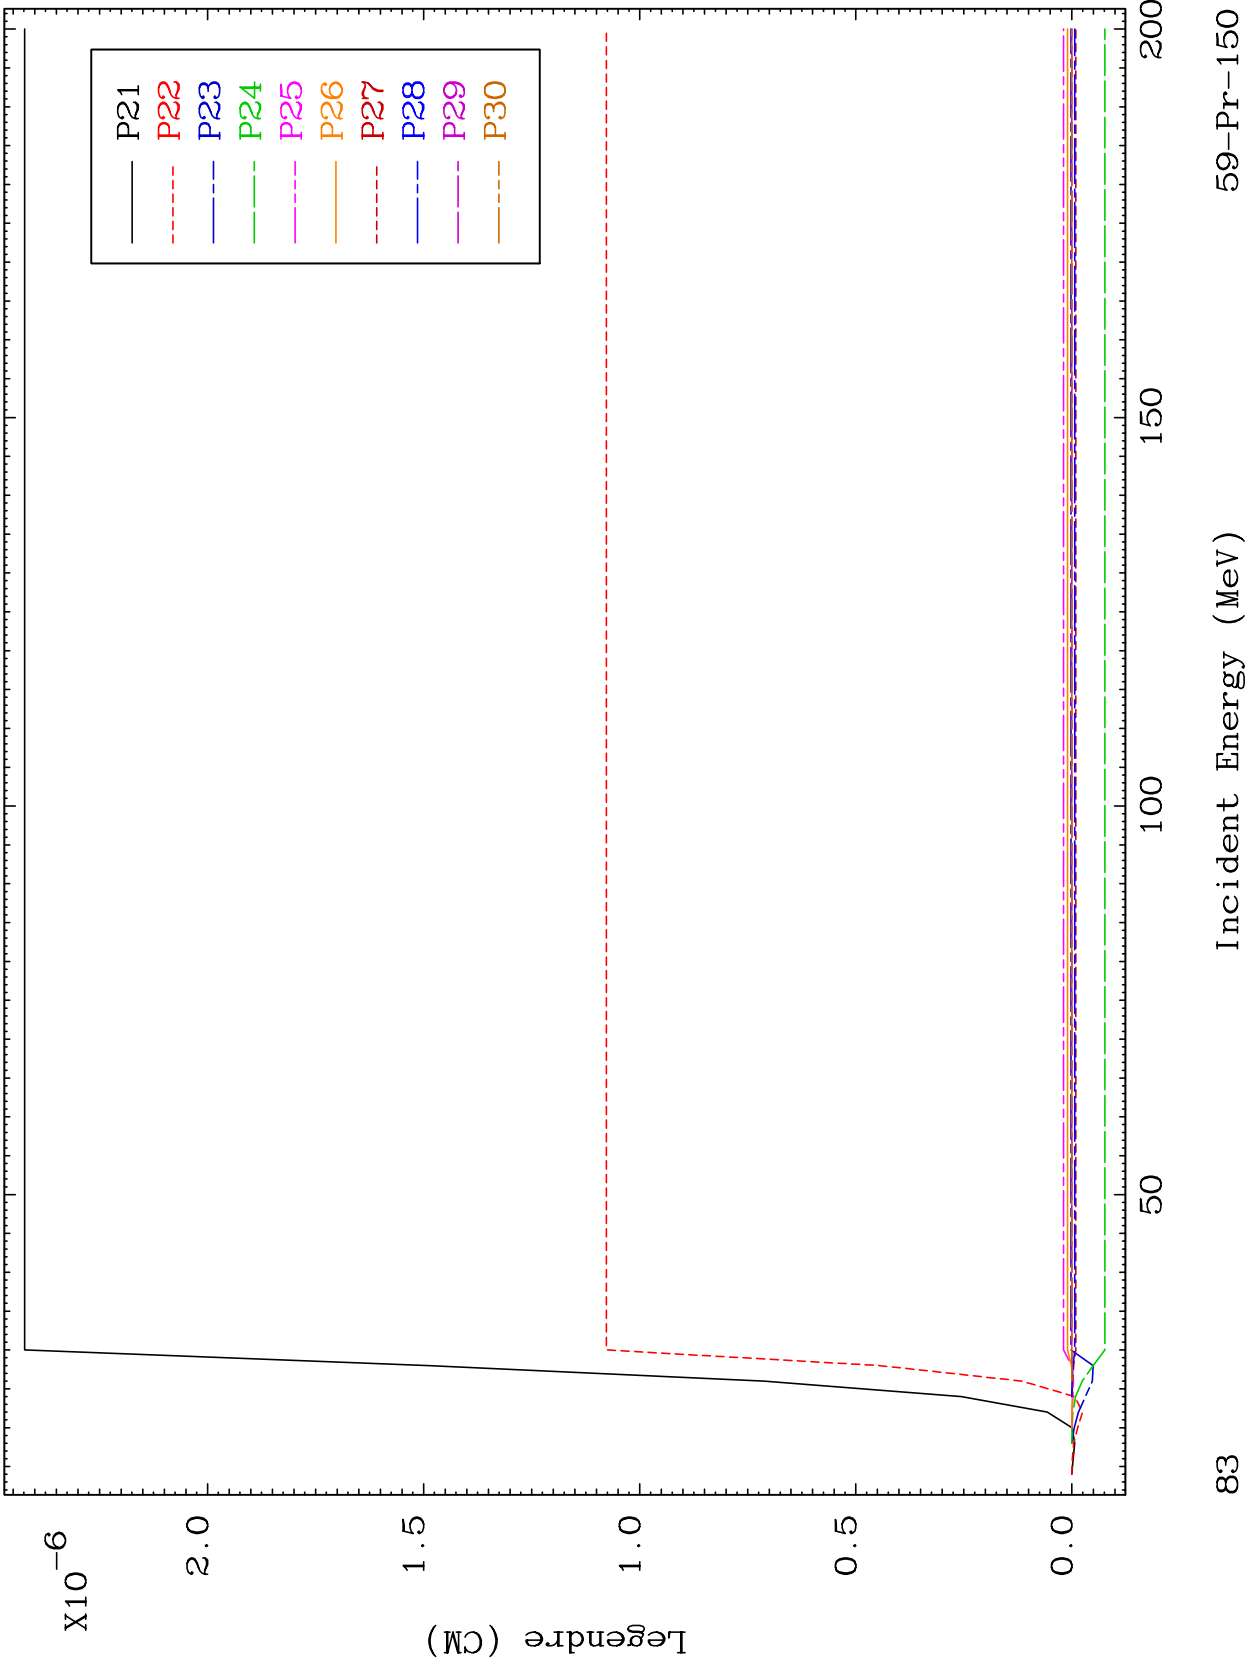 X10-6
Legendre (CM)
2.0
1.5
1.0
0.5
0.0
P21
P22
P23
P24
P25
P26
P27
P28
P29
P30
50
100
150
200
Incident Energy (MeV)
83
59-Pr-150